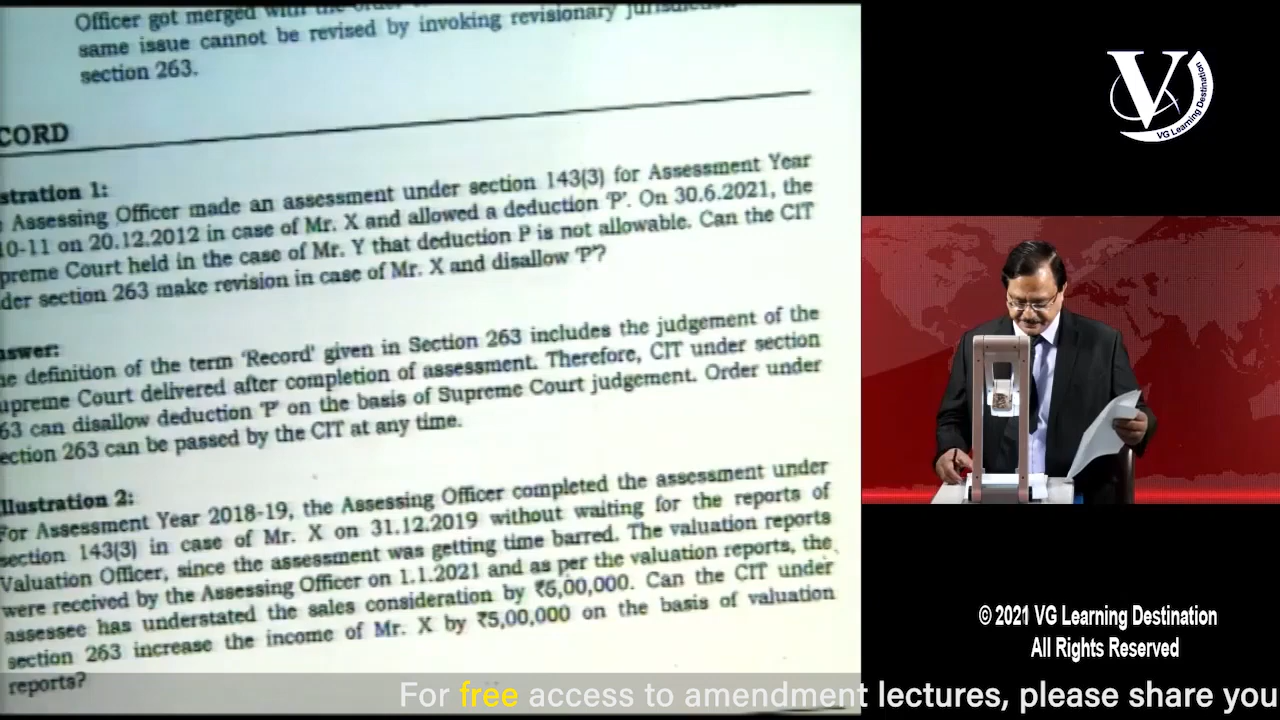 Officer got merged with the order
same issue cannot be revised by invoking revisionary jurisdiction
section 263.
CORD
stration 1:
Assessing Officer made an assessment under section 143(3) for Assessment Year
10-11 on 20.12.2012 in case of Mr. X and allowed a deduction 'P'. On 30.6.2021, the
preme Court held in the case of Mr. Y that deduction P is not allowable. Can the CIT
der section 263 make revision in case of Mr. X and disallow 'P'?
nswer:
e definition of the term 'Record' given in Section 263 includes the judgement of the
upreme Court delivered after completion of assessment. Therefore, CIT under section
63 can disallow deduction 'P' on the basis of Supreme Court judgement. Order under
ection 263 can be passed by the CIT at any time.
llustration 2:
For Assessment Year 2018-19, the Assessing Officer completed the assessment under
section 143(3) in case of Mr. X on 31.12.2019 without waiting for the reports of
Valuation Officer, since the assessment was getting time barred. The valuation reports
were received by the Assessing Officer on 1.1.2021 and as per the valuation reports, the
assessee has understated the sales consideration by ₹5,00,000. Can the CIT under
section 263 increase the income of Mr. X by ₹5,00,000 on the basis of valuation
reports?
V
VG Learning Destination
© 2021 VG Learning Destination
All Rights Reserved
For free access to amendment lectures, please share you